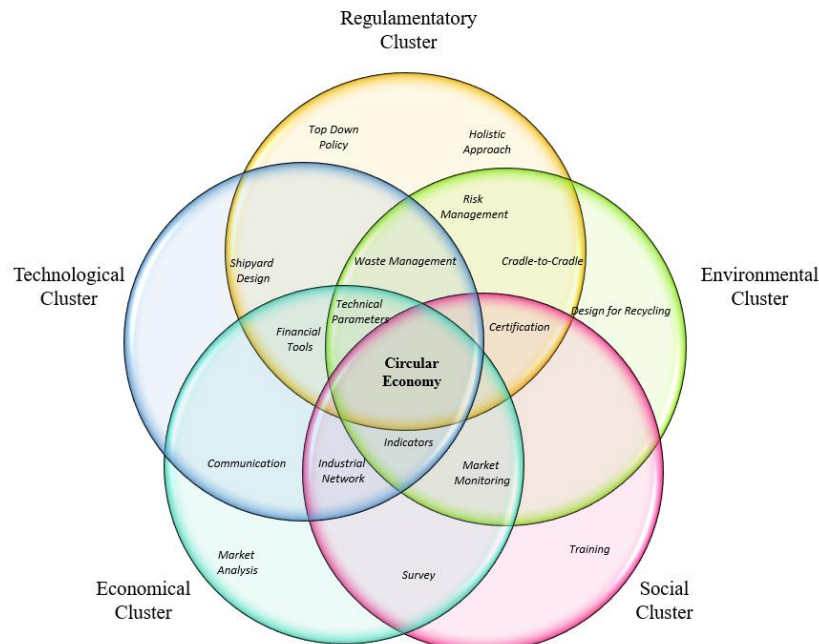 Regulamentatory
Cluster
Top Down
Policy
Holistic
Approach
Risk
Management
Technological
Cluster
Shipyard
Design
Waste Management
Cradle-to-Cradle
Environmental
Cluster
Technical
Parameters
Design for Recycling
Financial
Tools
Certification
Circular
Economy
Indicators
Communication
Industrial
Network
Market
Monitoring
Market
Analysis
Survey
Training
Economical
Cluster
Social
Cluster